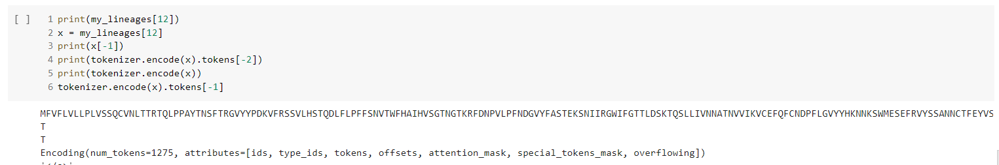 [ ] 1 print(my_lineages[12])
2 x = my_lineages[12]
3 print(x[-1])
4 print(tokenizer.encode(x).tokens[-2])
5 print(tokenizer.encode(x))
6 tokenizer.encode(x).tokens[-1]
MFVFLVLLPLVSSQCVNLTTRTQLPPAYTNSFTRGVYYPDKVFRSSVLHSTQDLFLPFFSNVTWFHAIHVSGTNGTKRFDNPVLPFNDGVYFASTEKSNIIRGWIFGTTLDSKTQSLLIVNNATNVVIKVCEFQFCNDPFLGVYYHKNNKSWMESEFRVYSSANNCTFEYVS
T
T
Encoding(num_tokens=1275, attributes=[ids, type_ids, tokens, offsets, attention_mask, special_tokens_mask, overflowing])